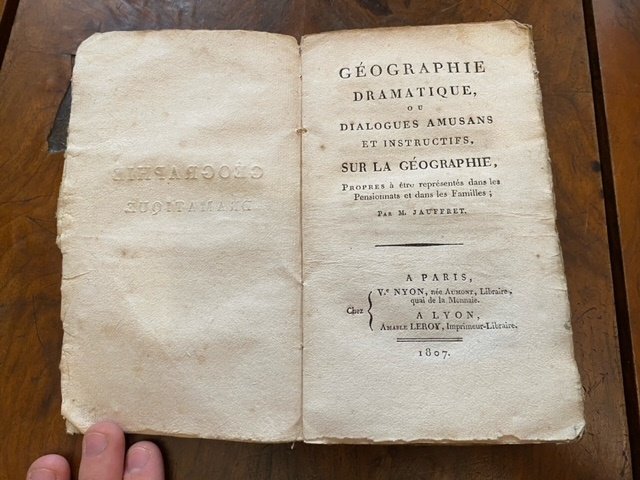 GÉOGRAPHIE
DRAMATIQUE
GÉOGRAPHIE
DRAMATIQUE,
OU
DIALOGUES AMUSANS
ET INSTRUCTIFS,
SUR LA GÉOGRAPHIE,
PROPRES à être représentés dans les
Pensionnats et dans les Familles ;
PAR M. JAUFFRET.
A PARIS,
Chez
V.e NYON, née AUMONT, Libraire,
quai de la Monnaie.
A LYON,
AMABLE LEROY, Imprimeur-Libraire.
1807.